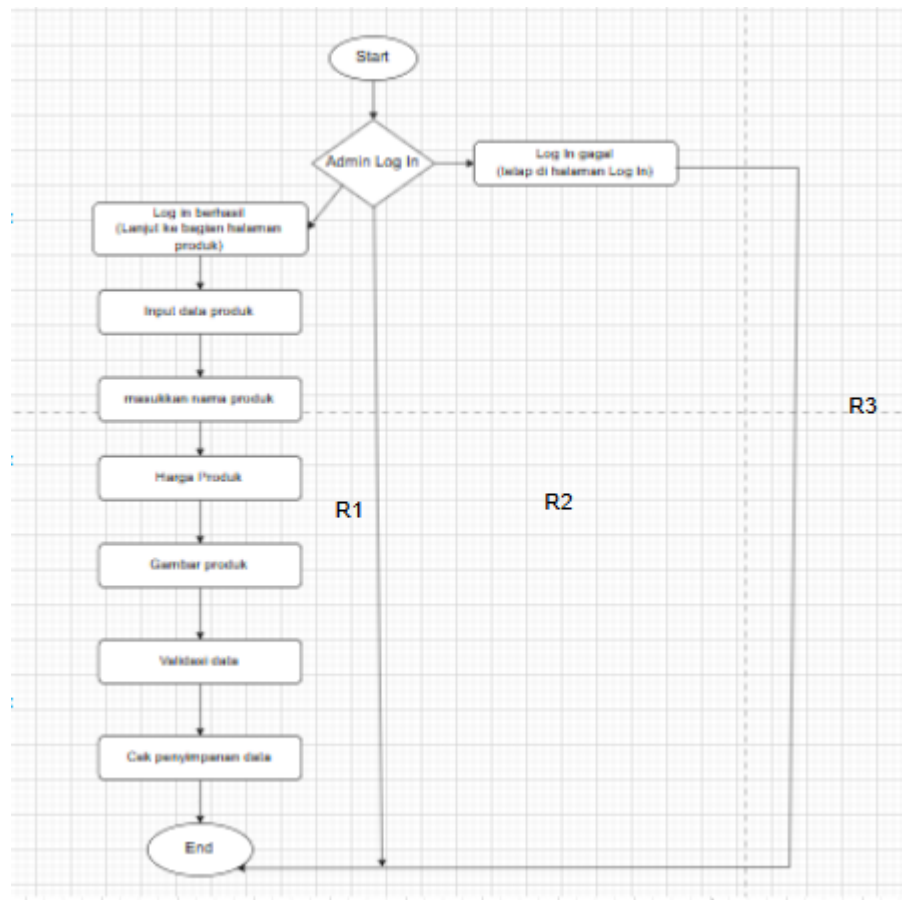 Start
Admin Log In
Log In gagal
(tetap di halaman Log In)
Log in berhasil
(Lanjut ke bagian halaman
produk)
Input data produk
masukkan nama produk
R3
Harga Produk
R1
R2
Gambar produk
Validasi data
Cek penyimpanan data
End